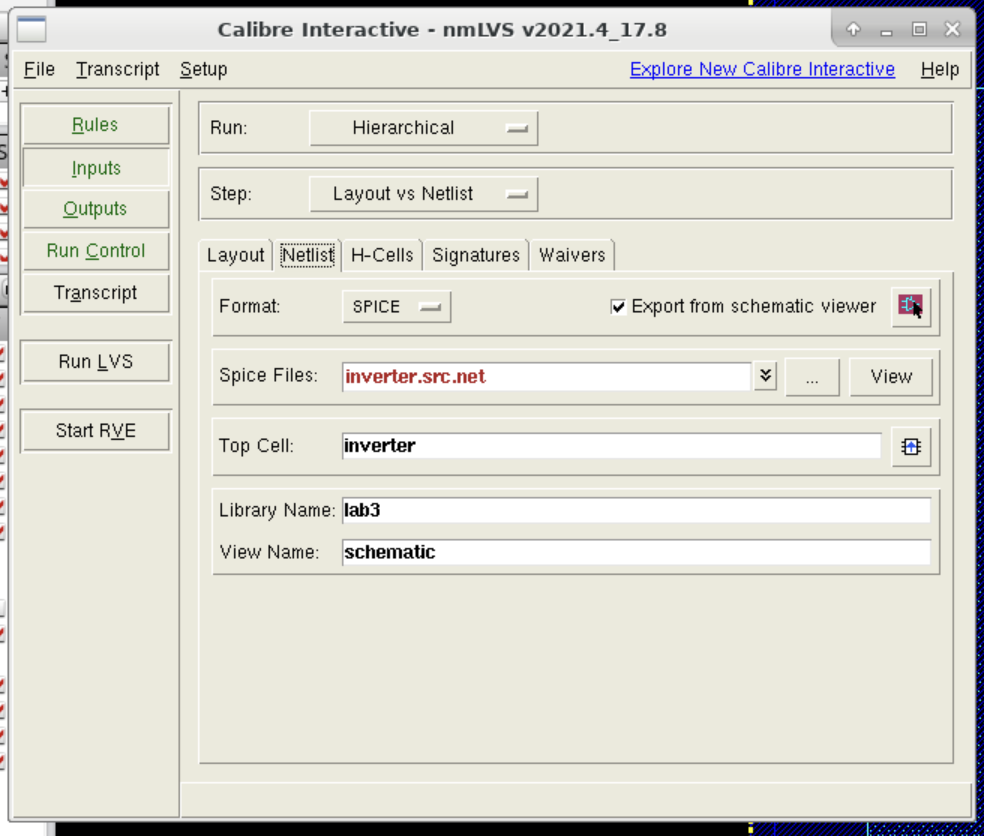 Calibre Interactive - nmLVS v2021.4_17.8
File Transcript Setup Explore New Calibre Interactive Help
Rules
Inputs
Outputs
Run Control
Transcript
Run LVS
Start RVE
Run: Hierarchical
Step: Layout vs Netlist
Layout Netlist H-Cells Signatures Waivers
Format: SPICE Export from schematic viewer
Spice Files: inverter.src.net ... View
Top Cell: inverter
Library Name: lab3
View Name: schematic